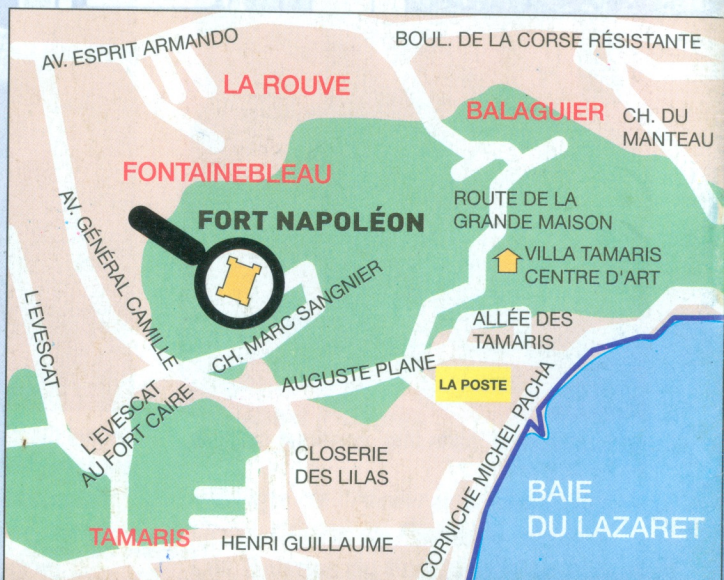 AV. ESPRIT ARMANDO
BOUL. DE LA CORSE RÉSISTANTE
LA ROUVE
BALAGUIER
CH. DU
MANTEAU
FONTAINEBLEAU
ROUTE DE LA
GRANDE MAISON
FORT NAPOLÉON
AV. GÉNÉRAL CAMILLE
VILLA TAMARIS
CENTRE D'ART
L'EVESCAT
CH. MARC SANGNIER
ALLÉE DES
TAMARIS
AUGUSTE PLANE
LA POSTE
L'EVESCAT
AU FORT CAIRE
CORNICHE MICHEL PACHA
CLOSERIE
DES LILAS
BAIE
DU LAZARET
TAMARIS
HENRI GUILLAUME